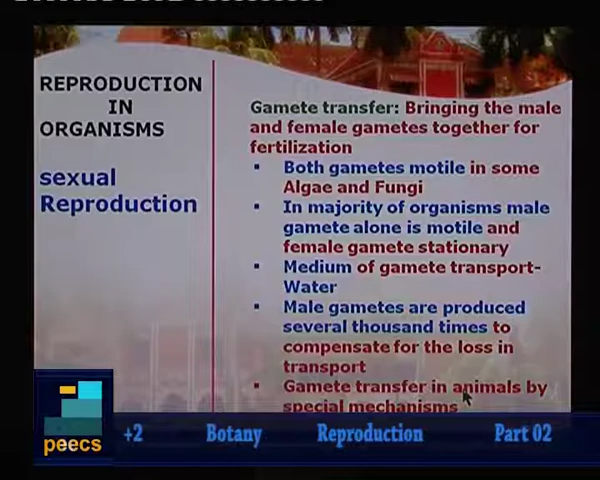 REPRODUCTION
IN
ORGANISMS
sexual
Reproduction
Gamete transfer: Bringing the male
and female gametes together for
fertilization
▪ Both gametes motile in some
Algae and Fungi
▪ In majority of organisms male
gamete alone is motile and
female gamete stationary
▪ Medium of gamete transport-
Water
▪ Male gametes are produced
several thousand times to
compensate for the loss in
transport
▪ Gamete transfer in animals by
special mechanisms
peecs
+2 Botany Reproduction Part 02